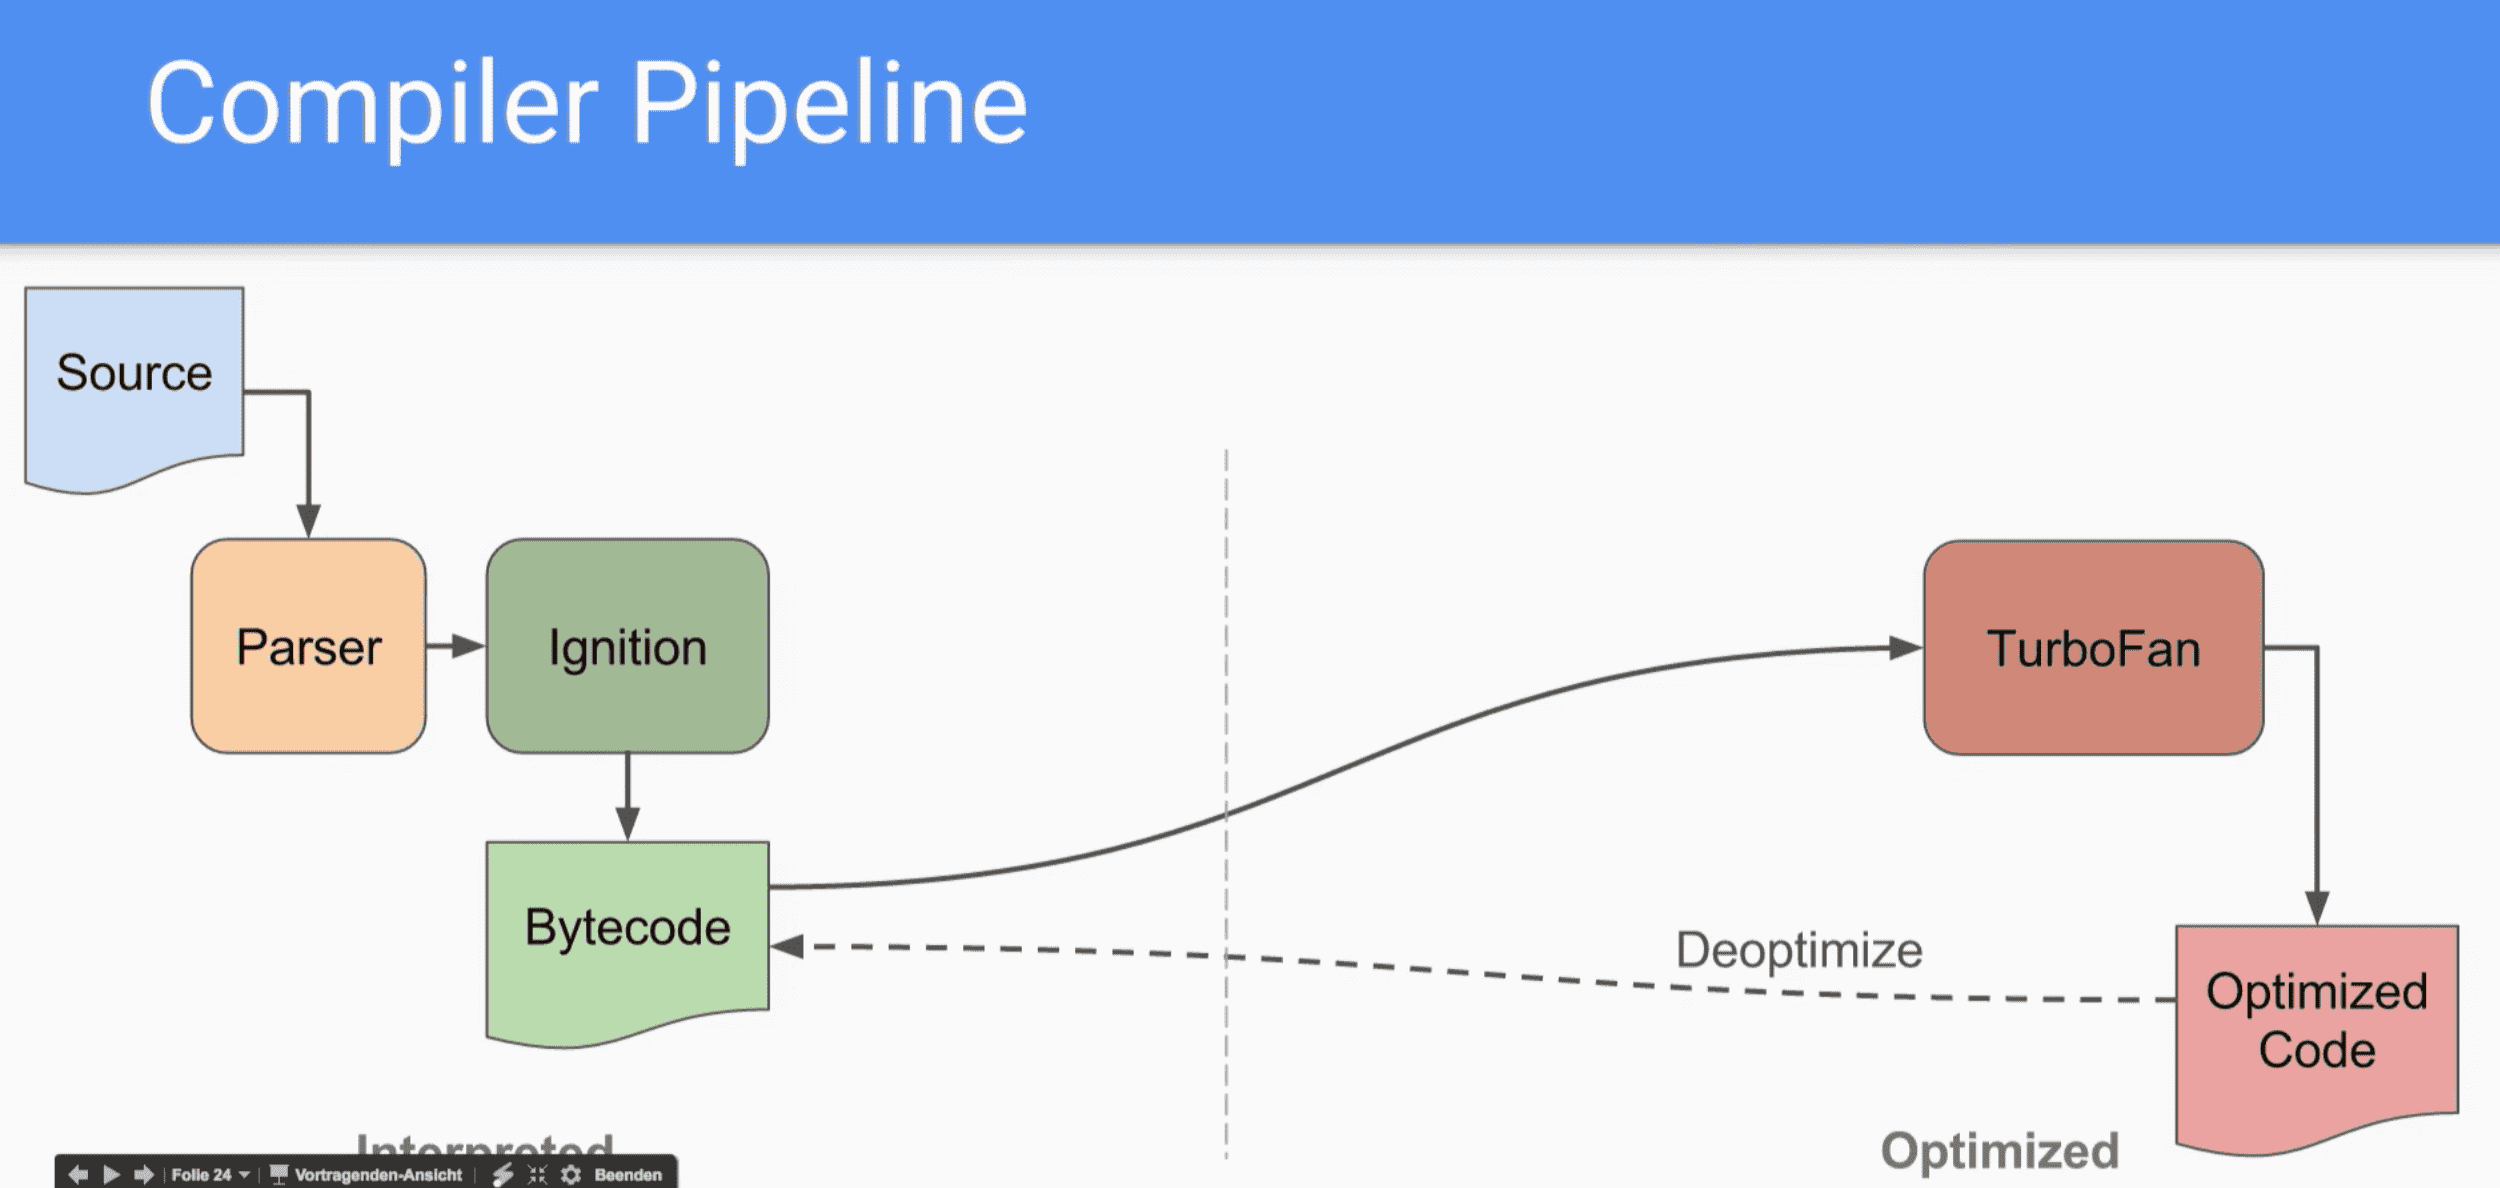 Compiler Pipeline
Source
Parser
Ignition
TurboFan
Bytecode
Deoptimize
Optimized
Code
Interpreted
Optimized
Folie 24
Vortragenden-Ansicht
Beenden